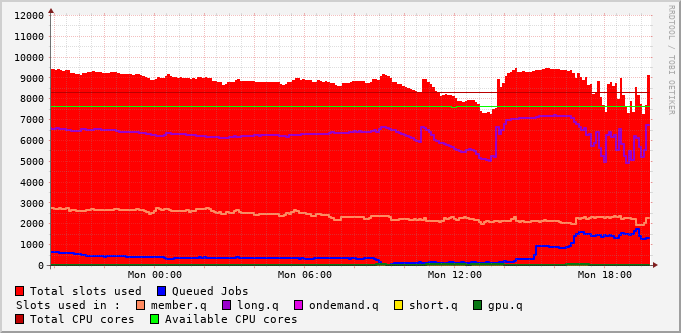 12000
11000
10000
9000
8000
7000
6000
5000
4000
3000
2000
1000
0
Mon 00:00 Mon 06:00 Mon 12:00 Mon 18:00
RRDTOOL / TOBI OETIKER
Total slots used Queued Jobs
Slots used in : member.q long.q ondemand.q short.q gpu.q
Total CPU cores Available CPU cores